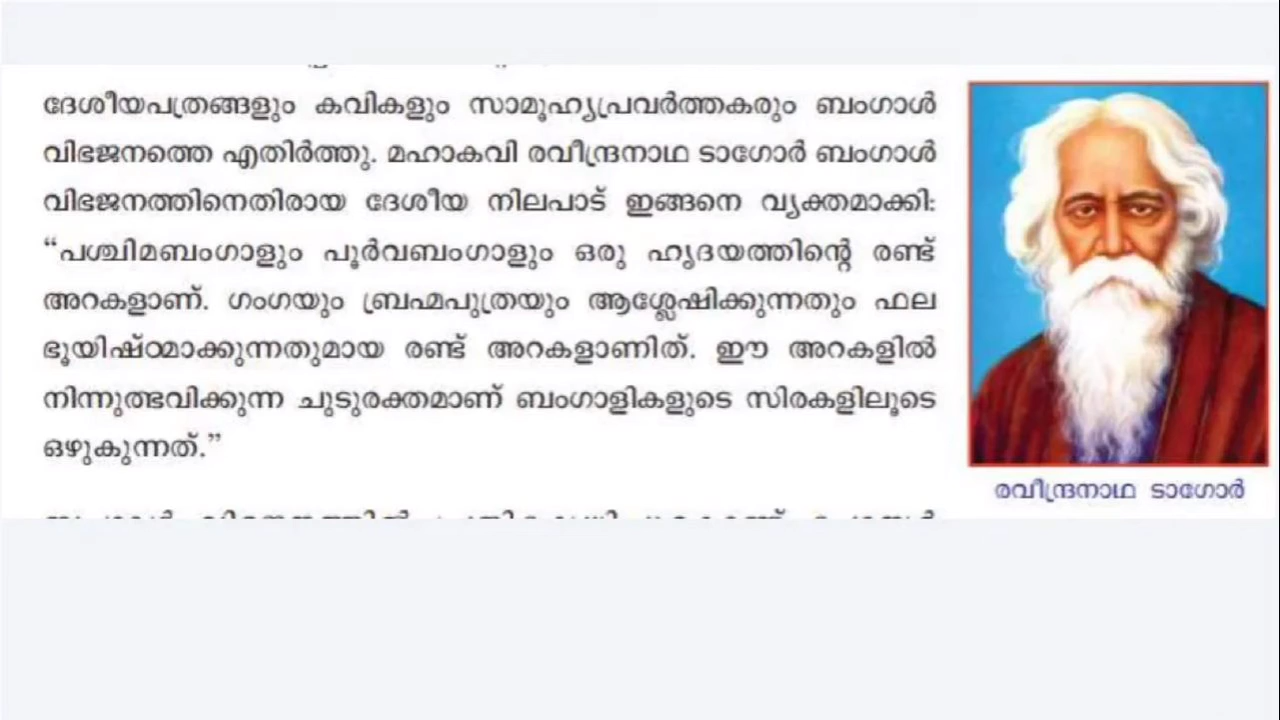 ദേശീയപത്രങ്ങളും കവികളും സാമൂഹ്യപ്രവർത്തകരും ബംഗാൾ
വിഭജനത്തെ എതിർത്തു. മഹാകവി രവീന്ദ്രനാഥ ടാഗോർ ബംഗാൾ
വിഭജനത്തിനെതിരായ ദേശീയ നിലപാട് ഇങ്ങനെ വ്യക്തമാക്കി:
“പശ്ചിമബംഗാളും പൂർവബംഗാളും ഒരു ഹൃദയത്തിന്റെ രണ്ട്
അറകളാണ്. ഗംഗയും ബ്രഹ്മപുത്രയും ആശ്ലേഷിക്കുന്നതും ഫല
ഭൂയിഷ്ഠമാക്കുന്നതുമായ രണ്ട് അറകളാണിത്. ഈ അറകളിൽ
നിന്നുത്ഭവിക്കുന്ന ചുടുരക്തമാണ് ബംഗാളികളുടെ സിരകളിലൂടെ
ഒഴുകുന്നത്.”
രവീന്ദ്രനാഥ ടാഗോർ